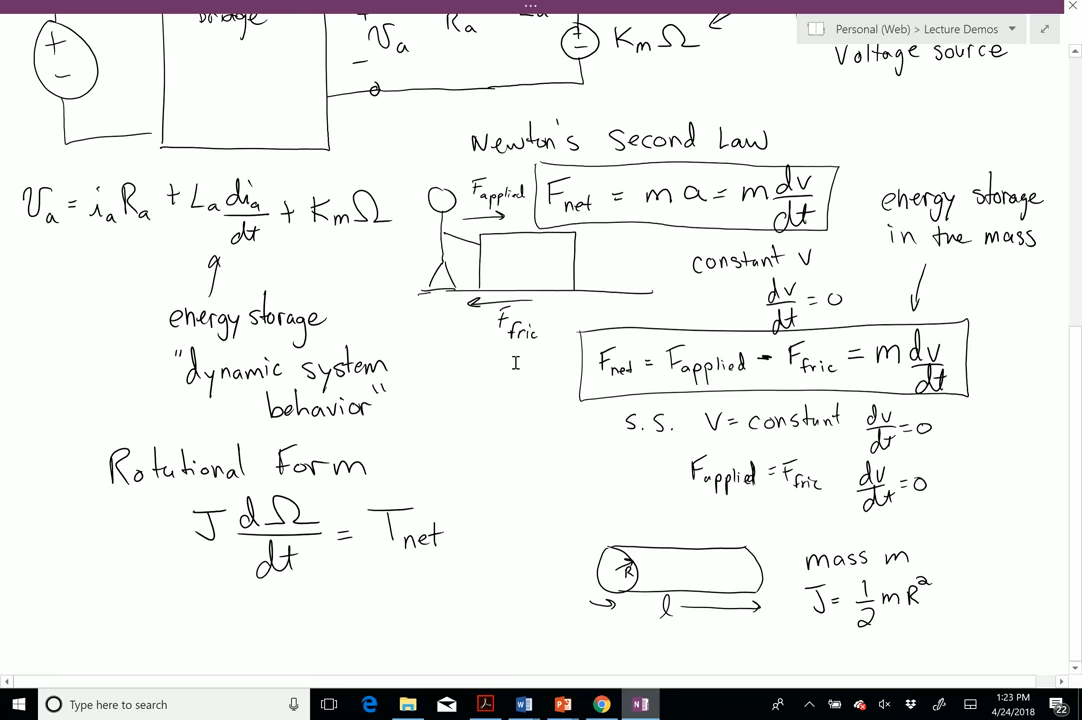 Personal (Web) > Lecture Demos
+
-
+
Va
-
Ra
+
-
KmΩ
Voltage source
Newton's Second Law
Va = iaRa + La dia/dt + KmΩ
Fapplied
Fnet = ma = m dv/dt
energy storage
in the mass
constant v
dv/dt = 0
Ffric
energy storage
"dynamic system
behavior"
Fnet = Fapplied - Ffric = m dv/dt
S.S. V = constant dv/dt = 0
Fapplied = Ffric dv/dt = 0
Rotational Form
J dΩ/dt = Tnet
R
l
mass m
J = 1/2 mR²
Type here to search
1:23 PM
4/24/2018
22